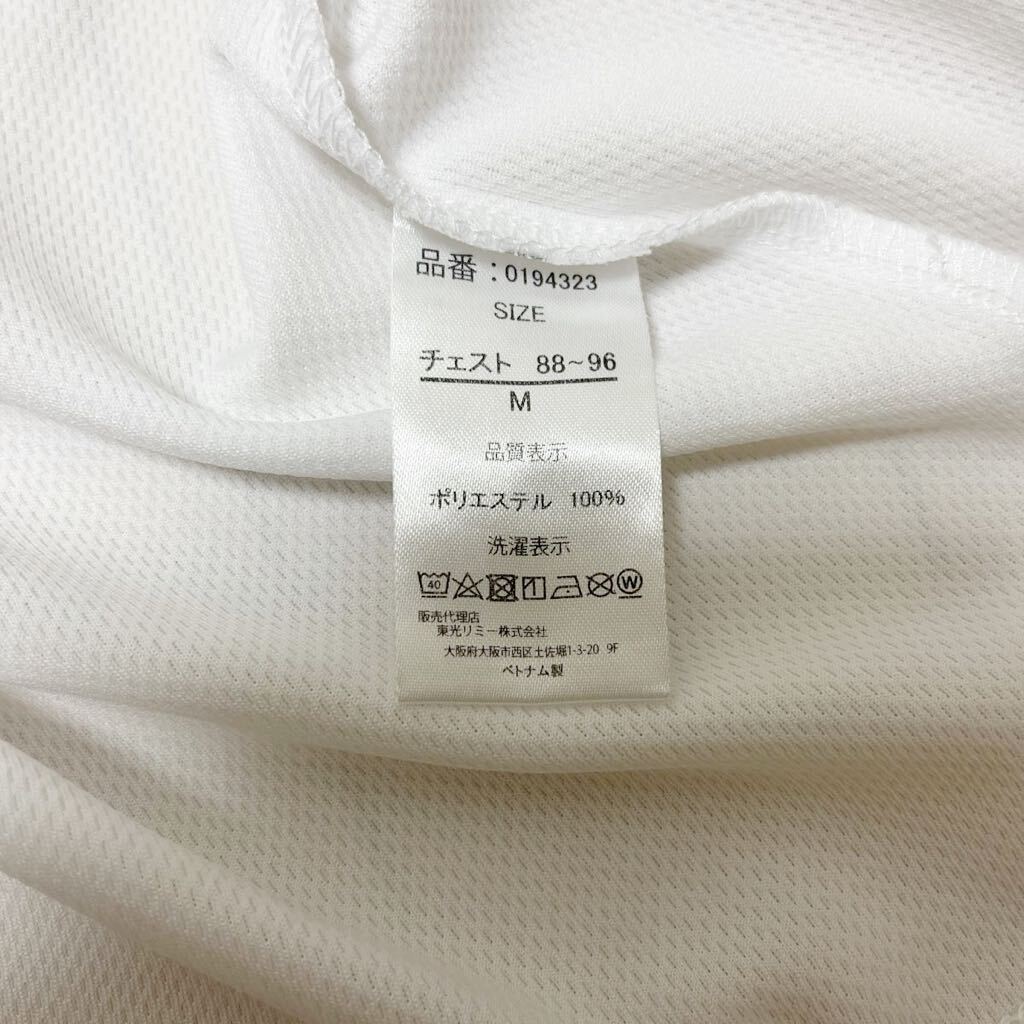 品番:0194323
SIZE
チェスト 88~96
M
品質表示
ポリエステル 100%
洗濯表示
40 W
販売代理店
東光リミー株式会社
大阪府大阪市西区土佐堀1-3-20 9F
ベトナム製